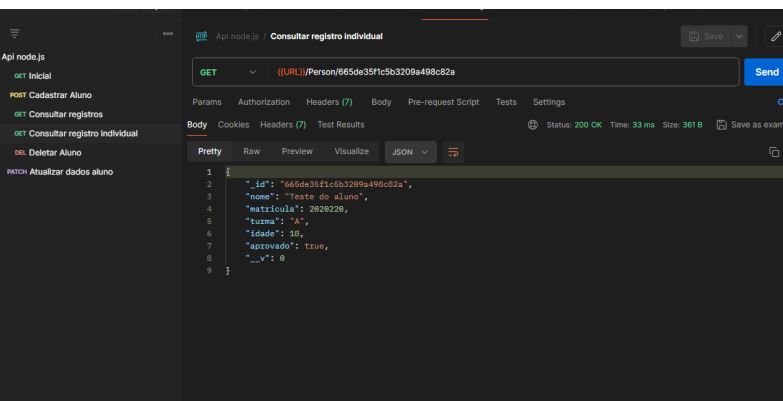 Api node.js / Consultar registro individual
Save
Api node.js
GET Inicial
POST Cadastrar Aluno
GET Consultar registros
GET Consultar registro individual
DEL Deletar Aluno
PATCH Atualizar dados aluno
GET {{URL}}/Person/665de35f1c5b3209a498c82a Send
Params Authorization Headers (7) Body Pre-request Script Tests Settings
Body Cookies Headers (7) Test Results Status: 200 OK Time: 33 ms Size: 361 B Save as exam
Pretty Raw Preview Visualize JSON
1 {
2 "_id": "665de35f1c5b3209a498c82a",
3 "nome": "Teste do aluno",
4 "matricula": 2020220,
5 "turma": "A",
6 "idade": 18,
7 "aprovado": true,
8 "__v": 0
9 }